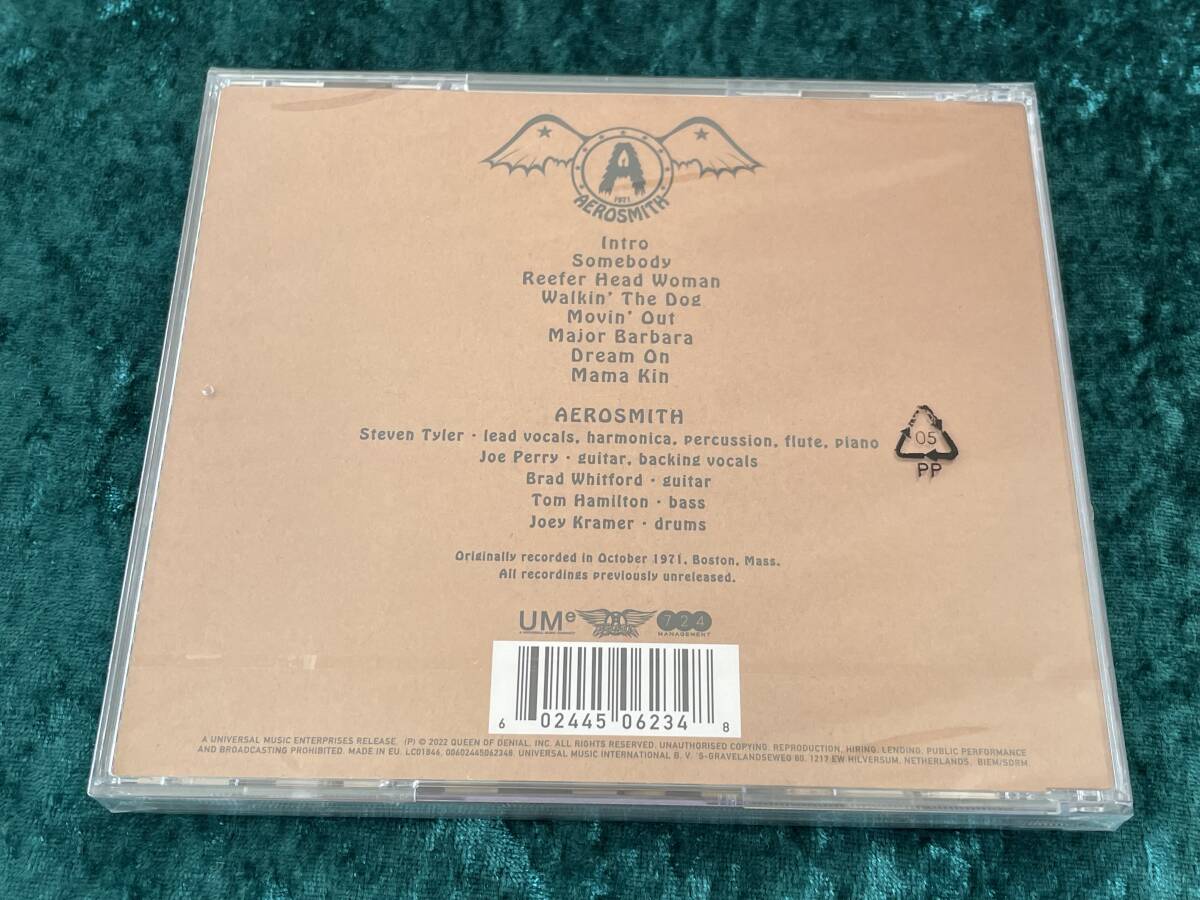 A
1971
AEROSMITH
Intro
Somebody
Reefer Head Woman
Walkin' The Dog
Movin' Out
Major Barbara
Dream On
Mama Kin
AEROSMITH
Steven Tyler · lead vocals, harmonica, percussion, flute, piano
Joe Perry · guitar, backing vocals
Brad Whitford · guitar
Tom Hamilton · bass
Joey Kramer · drums
05
PP
Originally recorded in October 1971, Boston, Mass.
All recordings previously unreleased.
UMe
A UNIVERSAL MUSIC COMPANY
AEROSMITH
724
MANAGEMENT
6 02445 06234 8
A UNIVERSAL MUSIC ENTERPRISES RELEASE. (P) © 2022 QUEEN OF DENIAL, INC. ALL RIGHTS RESERVED. UNAUTHORISED COPYING, REPRODUCTION, HIRING, LENDING, PUBLIC PERFORMANCE
AND BROADCASTING PROHIBITED. MADE IN EU. LC01846. 00602445062348. UNIVERSAL MUSIC INTERNATIONAL B. V. 'S-GRAVELANDSEWEG 80, 1217 EW HILVERSUM, NETHERLANDS. BIEM/SDRM